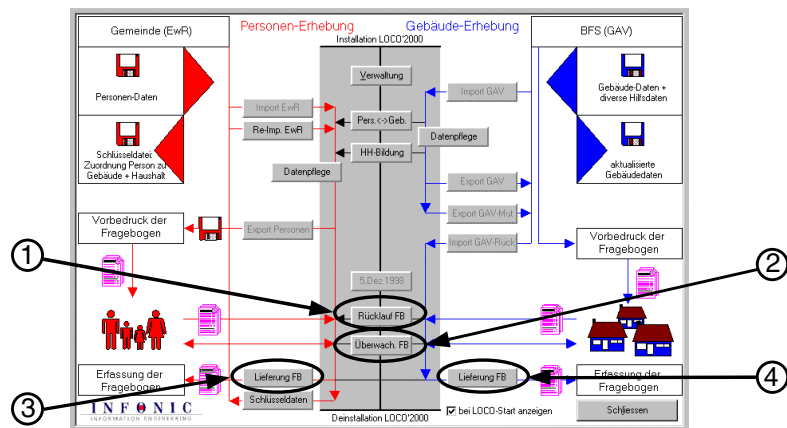 Gemeinde (EwR)
Personen-Erhebung
Gebäude-Erhebung
BFS (GAV)
Installation LOCO'2000
Personen-Daten
Verwaltung
Gebäude-Daten +
diverse Hilfsdaten
Import EwR
Import GAV
Re-Imp. EwR
Pers.<->Geb.
Datenpflege
HH-Bildung
Schlüsseldatei:
Zuordnung Person zu
Gebäude + Haushalt
aktualisierte
Gebäudedaten
Datenpflege
Export GAV
Export GAV-Mut
Vorbedruck der
Fragebogen
Export Personen
Import GAV-Rück
Vorbedruck der
Fragebogen
1
2
5.Dez.1998
Rücklauf FB
Überwach. FB
Erfassung der
Fragebogen
Lieferung FB
Lieferung FB
Erfassung der
Fragebogen
3
4
Schlüsseldaten
INFONIC
INFORMATION ENGINEERING
Deinstallation LOCO'2000
bei LOCO-Start anzeigen
Schliessen